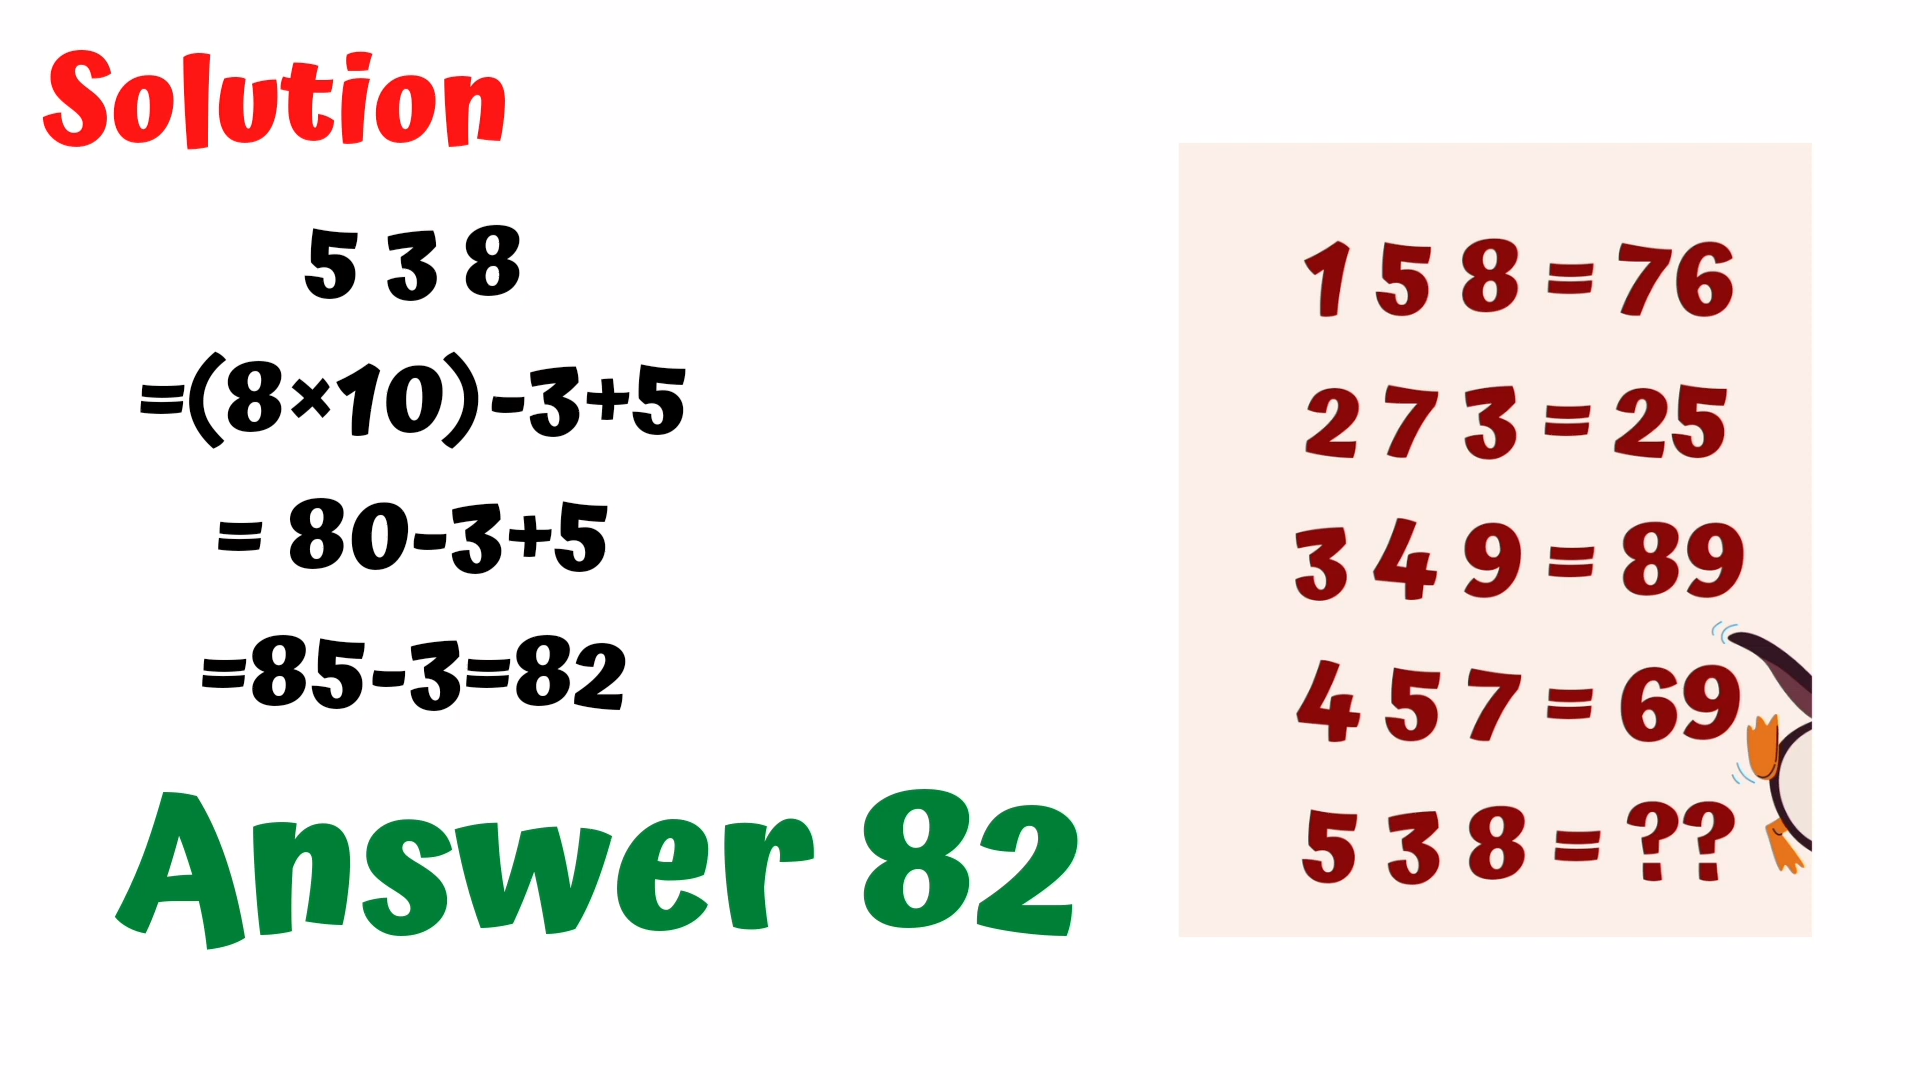 Solution
5 3 8
=(8×10)-3+5
= 80-3+5
=85-3=82
Answer 82
1 5 8 = 76
2 7 3 = 25
3 4 9 = 89
4 5 7 = 69
5 3 8 = ??